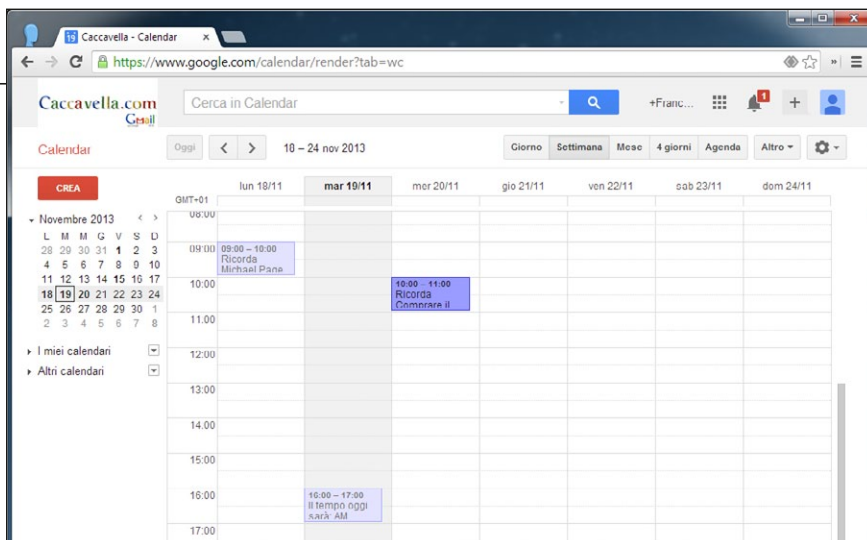 Caccavella - Calendar
https://www.google.com/calendar/render?tab=wc
Caccavella.com
Gmail
Cerca in Calendar
+Franc...
1
+
Calendar
Oggi
18 – 24 nov 2013
Giorno Settimana Mese 4 giorni Agenda
Altro
CREA
Novembre 2013
L M M G V S D
28 29 30 31 1 2 3
4 5 6 7 8 9 10
11 12 13 14 15 16 17
18 19 20 21 22 23 24
25 26 27 28 29 30 1
2 3 4 5 6 7 8
I miei calendari
Altri calendari
GMT+01
lun 18/11 mar 19/11 mer 20/11 gio 21/11 ven 22/11 sab 23/11 dom 24/11
08:00
09:00
09:00 – 10:00
Ricorda
Michael Page
10:00
10:00 – 11:00
Ricorda
Comprare il
11:00
12:00
13:00
14:00
15:00
16:00
16:00 – 17:00
Il tempo oggi
sarà: AM
17:00